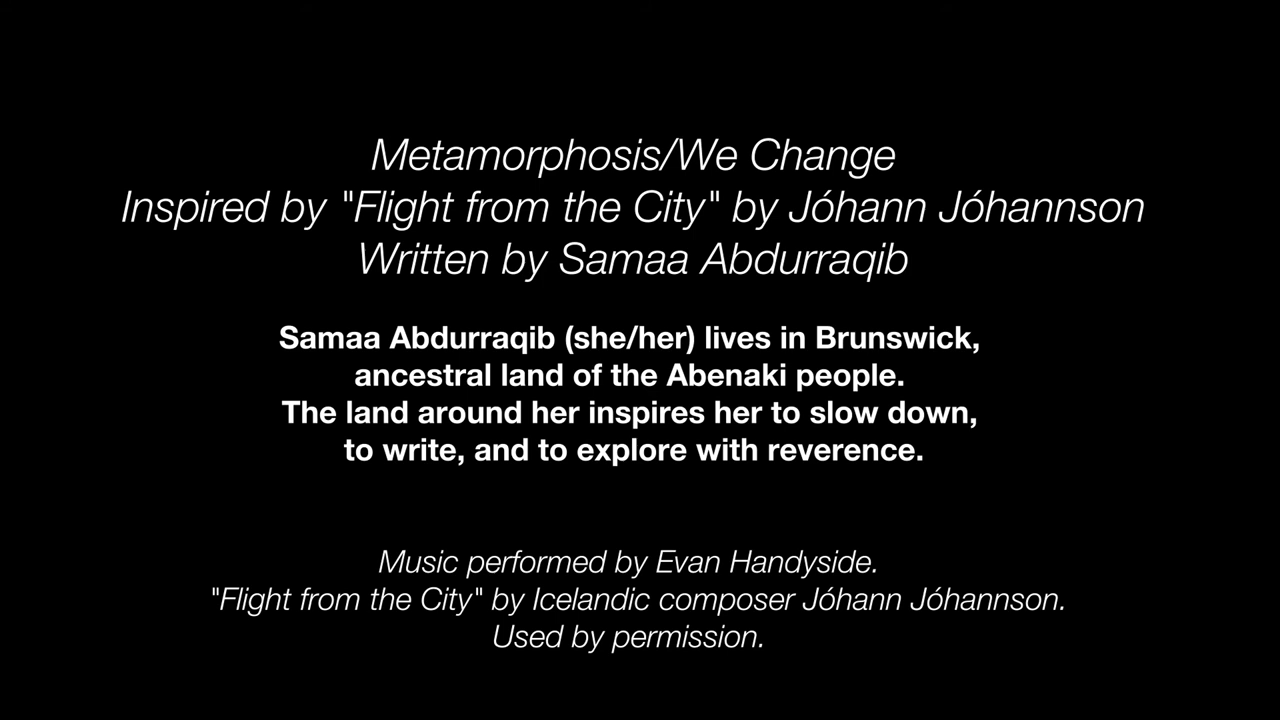 Metamorphosis/We Change
Inspired by "Flight from the City" by Jóhann Jóhannson
Written by Samaa Abdurraqib
Samaa Abdurraqib (she/her) lives in Brunswick,
ancestral land of the Abenaki people.
The land around her inspires her to slow down,
to write, and to explore with reverence.
Music performed by Evan Handyside.
"Flight from the City" by Icelandic composer Jóhann Jóhannson.
Used by permission.